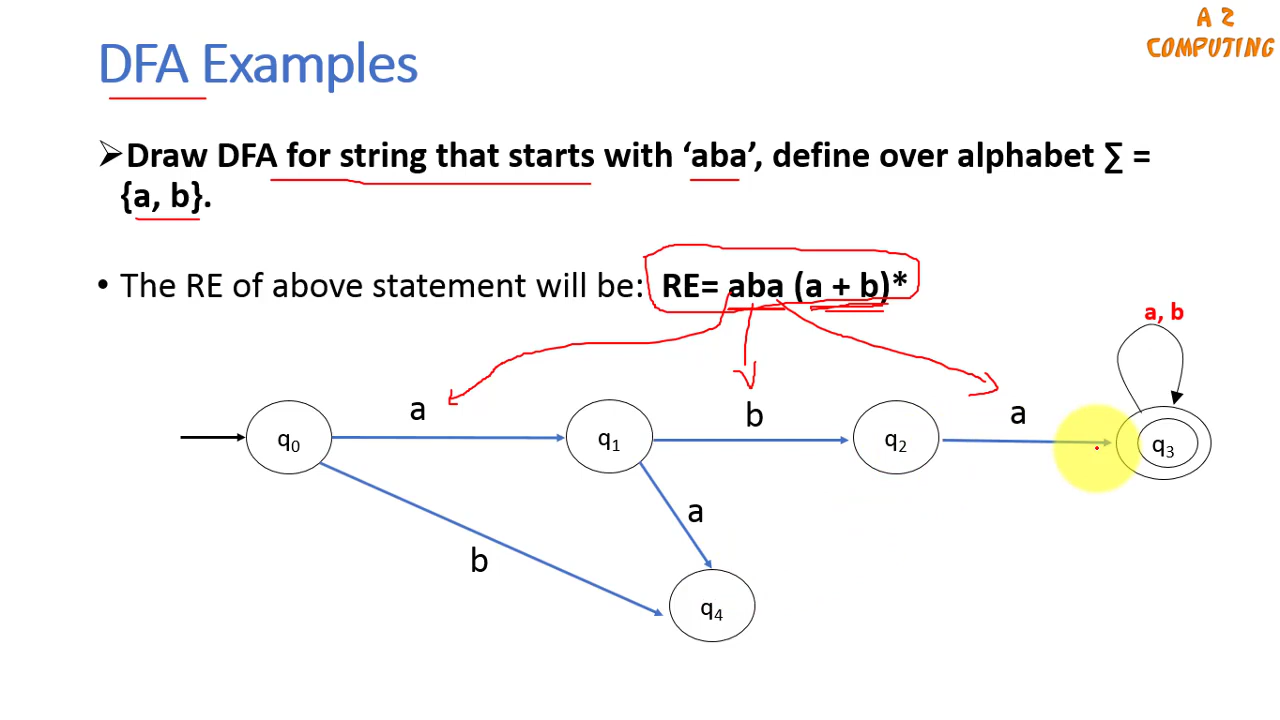 A Z
COMPUTING
DFA Examples
➢Draw DFA for string that starts with ‘aba’, define over alphabet ∑ =
{a, b}.
• The RE of above statement will be: RE= aba (a + b)*
a, b
a
b
a
q₀
q₁
q₂
q₃
a
b
q₄